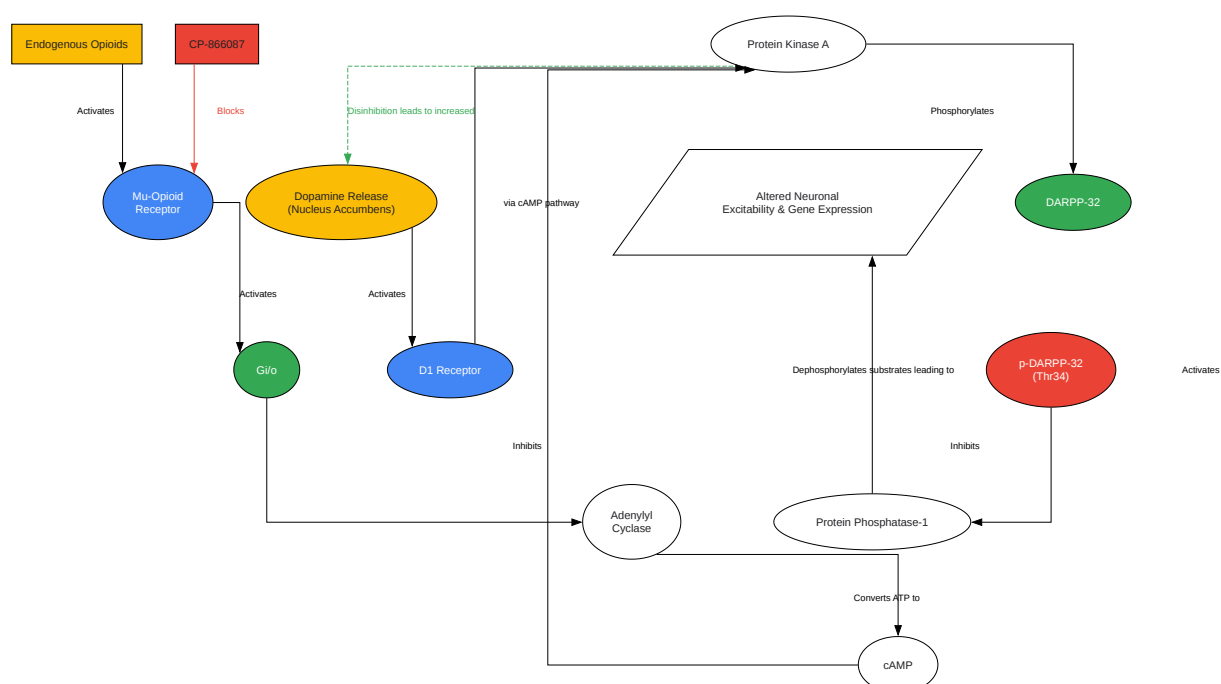 Endogenous Opioids
CP-866087
Protein Kinase A
Activates
Blocks
Disinhibition leads to increased
Phosphorylates
Mu-Opioid
Receptor
Dopamine Release
(Nucleus Accumbens)
via cAMP pathway
Altered Neuronal
Excitability & Gene Expression
DARPP-32
Activates
Activates
Gi/o
D1 Receptor
Dephosphorylates substrates leading to
p-DARPP-32
(Thr34)
Activates
Inhibits
Inhibits
Adenylyl
Cyclase
Protein Phosphatase-1
Converts ATP to
cAMP